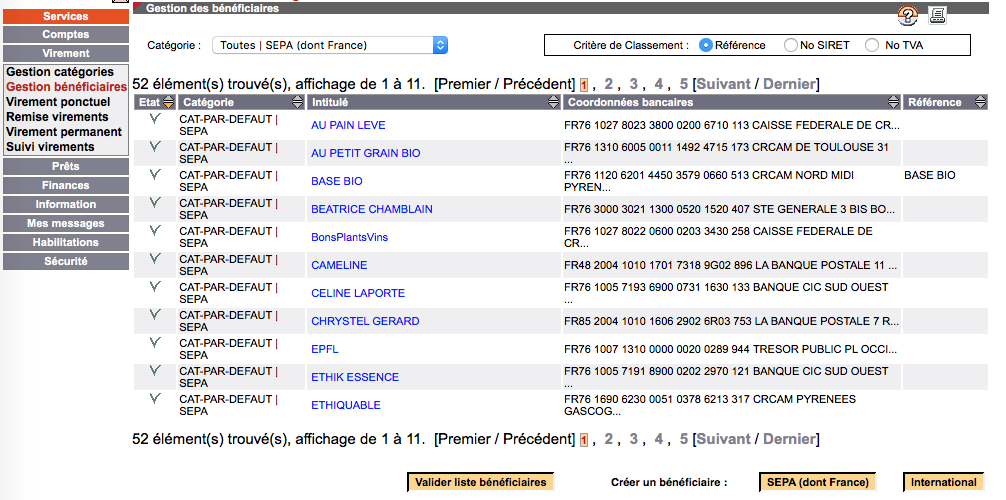 Gestion des bénéficiaires
Services
Comptes
Virement
Gestion catégories
Gestion bénéficiaires
Virement ponctuel
Remise virements
Virement permanent
Suivi virements
Prêts
Finances
Information
Mes messages
Habilitations
Sécurité
Catégorie : Toutes | SEPA (dont France)
Critère de Classement : Référence No SIRET No TVA
52 élément(s) trouvé(s), affichage de 1 à 11. [Premier / Précédent] 1 , 2 , 3 , 4 , 5 [Suivant / Dernier]
Etat Catégorie Intitulé Coordonnées bancaires Référence
CAT-PAR-DEFAUT | SEPA AU PAIN LEVE FR76 1027 8023 3800 0200 6710 113 CAISSE FEDERALE DE CR...
CAT-PAR-DEFAUT | SEPA AU PETIT GRAIN BIO FR76 1310 6005 0011 1492 4715 173 CRCAM DE TOULOUSE 31 ...
CAT-PAR-DEFAUT | SEPA BASE BIO FR76 1120 6201 4450 3579 0660 513 CRCAM NORD MIDI PYREN... BASE BIO
CAT-PAR-DEFAUT | SEPA BEATRICE CHAMBLAIN FR76 3000 3021 1300 0520 1520 407 STE GENERALE 3 BIS BO...
CAT-PAR-DEFAUT | SEPA BonsPlantsVins FR76 1027 8022 0600 0203 3430 258 CAISSE FEDERALE DE CR...
CAT-PAR-DEFAUT | SEPA CAMELINE FR48 2004 1010 1701 7318 9G02 896 LA BANQUE POSTALE 11 ...
CAT-PAR-DEFAUT | SEPA CELINE LAPORTE FR76 1005 7193 6900 0731 1630 133 BANQUE CIC SUD OUEST ...
CAT-PAR-DEFAUT | SEPA CHRYSTEL GERARD FR85 2004 1010 1606 2902 6R03 753 LA BANQUE POSTALE 7 R...
CAT-PAR-DEFAUT | SEPA EPFL FR76 1007 1310 0000 0020 0289 944 TRESOR PUBLIC PL OCCI...
CAT-PAR-DEFAUT | SEPA ETHIK ESSENCE FR76 1005 7191 8900 0202 2970 121 BANQUE CIC SUD OUEST ...
CAT-PAR-DEFAUT | SEPA ETHIQUABLE FR76 1690 6230 0051 0378 6213 317 CRCAM PYRENEES GASCOG...
52 élément(s) trouvé(s), affichage de 1 à 11. [Premier / Précédent] 1 , 2 , 3 , 4 , 5 [Suivant / Dernier]
Valider liste bénéficiaires Créer un bénéficiaire : SEPA (dont France) International